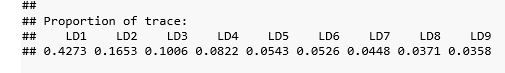 ##
## Proportion of trace:
## LD1 LD2 LD3 LD4 LD5 LD6 LD7 LD8 LD9
## 0.4273 0.1653 0.1006 0.0822 0.0543 0.0526 0.0448 0.0371 0.0358